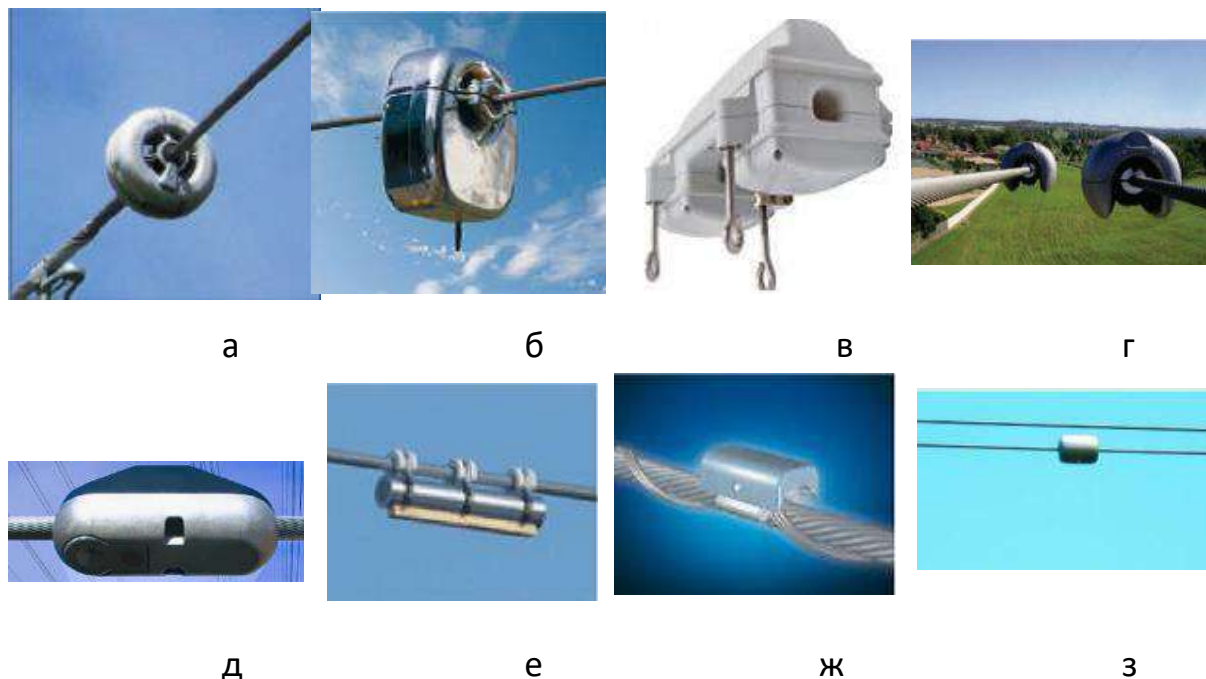 а б в г
д е ж з